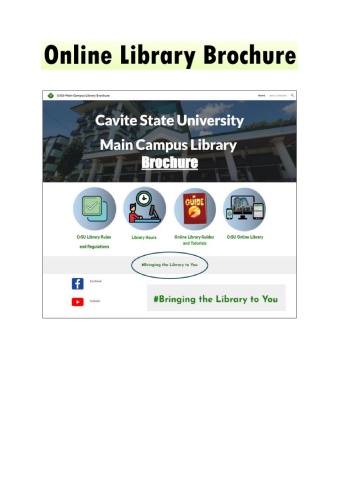 Online Library Brochure
CvSU Main Campus Library Brochure
Home
Cavite State University
Main Campus Library
Brochure
GUIDE
CvSU Library Rules
and Regulations
Library Hours
Online Library Guides
and Tutorials
CvSU Online Library
#Bringing the Library to You
Facebook
#Bringing the Library to You